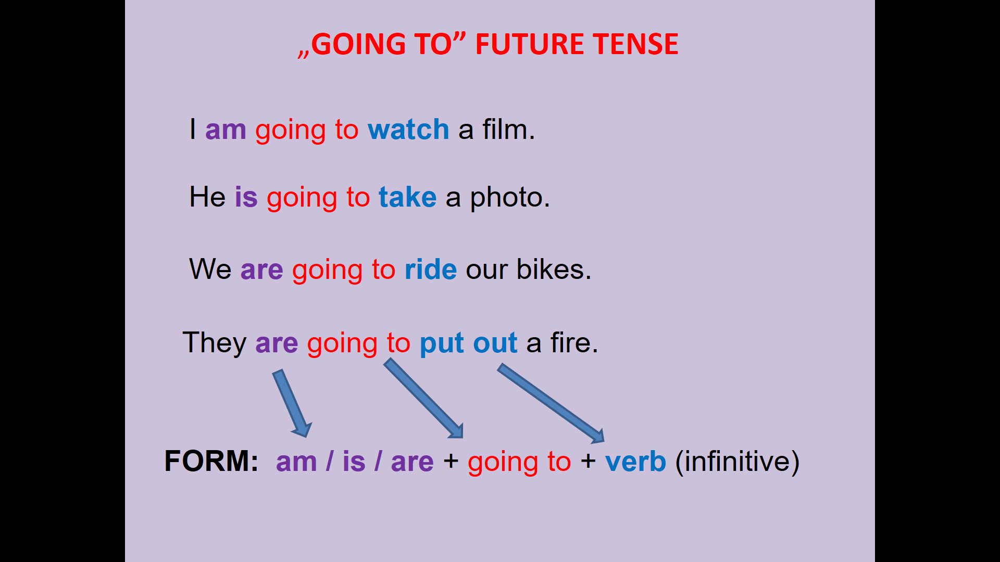 „GOING TO” FUTURE TENSE
I am going to watch a film.
He is going to take a photo.
We are going to ride our bikes.
They are going to put out a fire.
FORM: am / is / are + going to + verb (infinitive)